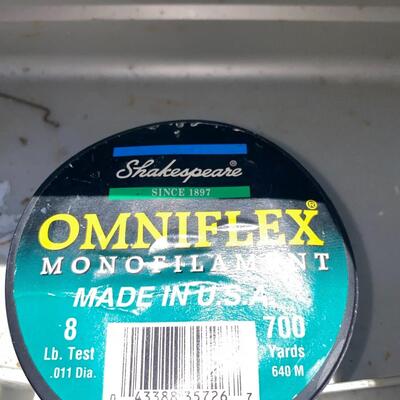 Shakespeare®
SINCE 1897
OMNIFLEX®
MONOFILAMENT
MADE IN U.S.A.
8 700
Lb. Test Yards
.011 Dia. 640 M
0 43388 35726 7